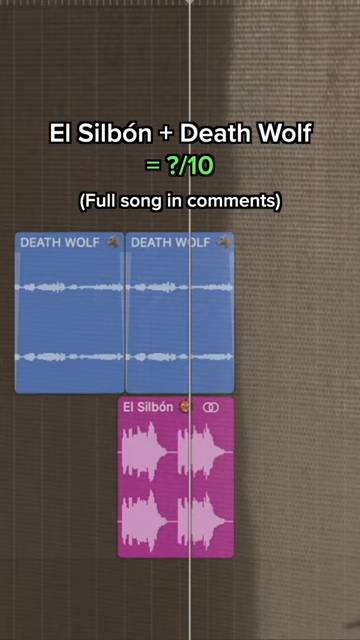 El Silbón + Death Wolf
= ?/10
(Full song in comments)
DEATH WOLF 🐺 DEATH WOLF 🐺
El Silbón